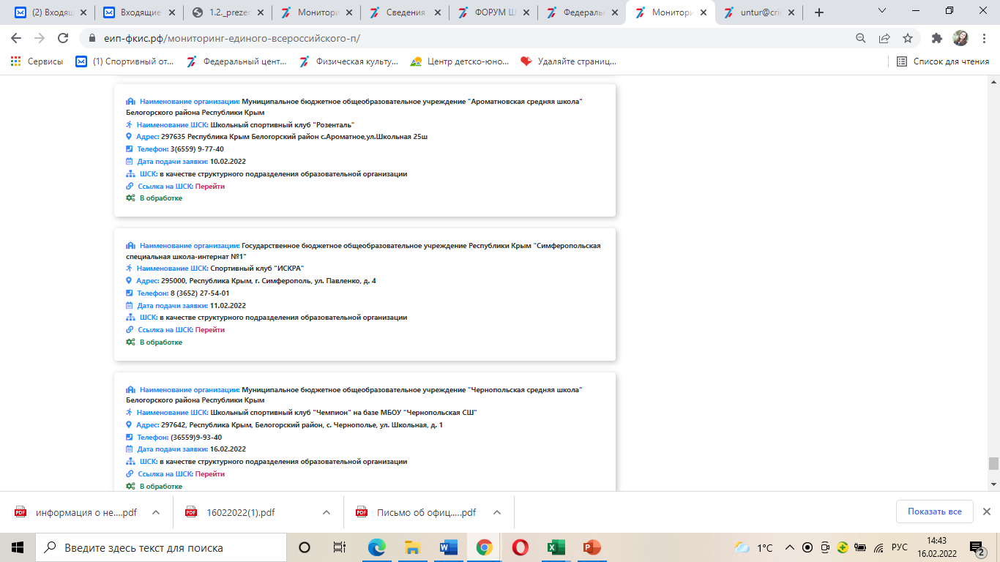 (2) Входящ
Входящие
1.2._prezen
Монитори
Сведения
ФОРУМ Ш
Федеральн
Монитори
untur@crin
еип-фкис.рф/мониторинг-единого-всероссийского-п/
Сервисы
(1) Спортивный от...
Федеральный цент...
Физическая культу...
Центр детско-юно...
Удаляйте страниц...
Список для чтения
Наименование организации: Муниципальное бюджетное общеобразовательное учреждение "Ароматновская средняя школа"
Белогорского района Республики Крым
Наименование ШСК: Школьный спортивный клуб "Розенталь"
Адрес: 297635 Республика Крым Белогорский район с.Ароматное,ул.Школьная 25ш
Телефон: 3(6559) 9-77-40
Дата подачи заявки: 10.02.2022
ШСК: в качестве структурного подразделения образовательной организации
Ссылка на ШСК: Перейти
В обработке
Наименование организации: Государственное бюджетное общеобразовательное учреждение Республики Крым "Симферопольская
специальная школа-интернат №1"
Наименование ШСК: Спортивный клуб "ИСКРА"
Адрес: 295000, Республика Крым, г. Симферополь, ул. Павленко, д. 4
Телефон: 8 (3652) 27-54-01
Дата подачи заявки: 11.02.2022
ШСК: в качестве структурного подразделения образовательной организации
Ссылка на ШСК: Перейти
В обработке
Наименование организации: Муниципальное бюджетное общеобразовательное учреждение "Чернопольская средняя школа"
Белогорского района Республики Крым
Наименование ШСК: Школьный спортивный клуб "Чемпион" на базе МБОУ "Чернопольская СШ"
Адрес: 297642, Республика Крым, Белогорский район, с. Чернополье, ул. Школьная, д. 1
Телефон: (36559)9-93-40
Дата подачи заявки: 16.02.2022
ШСК: в качестве структурного подразделения образовательной организации
Ссылка на ШСК: Перейти
В обработке
информация о не....pdf
16022022(1).pdf
Письмо об офиц.....pdf
Показать все
Введите здесь текст для поиска
1°C
РУС
14:43
16.02.2022
2